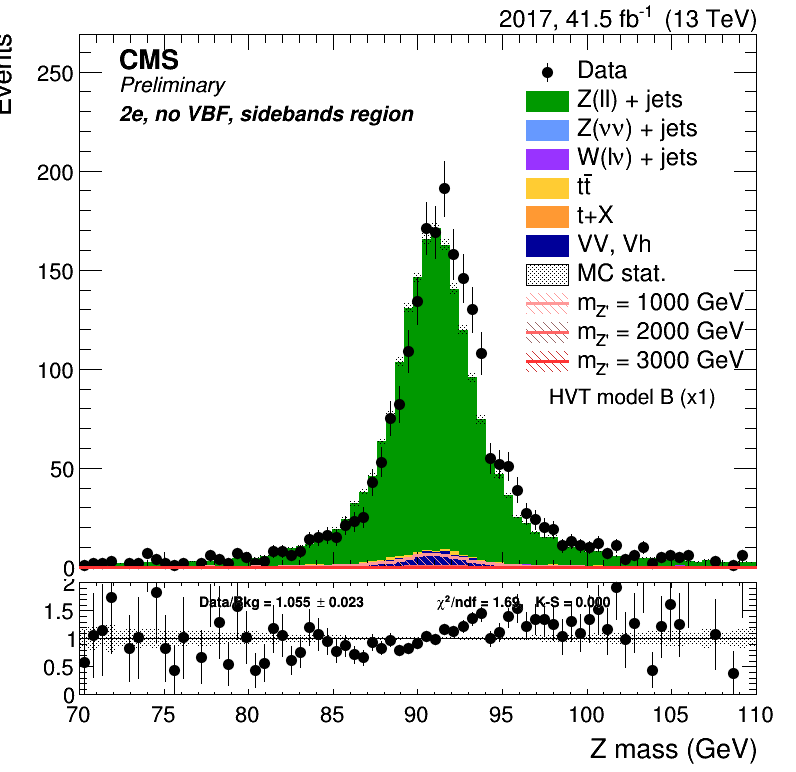 2017, 41.5 fb⁻¹ (13 TeV)
Events
CMS
Preliminary
2e, no VBF, sidebands region
Data
Z(ll) + jets
Z(νν) + jets
W(lν) + jets
tt̄
t+X
VV, Vh
MC stat.
m_Z' = 1000 GeV
m_Z' = 2000 GeV
m_Z' = 3000 GeV
HVT model B (x1)
250
200
150
100
50
0
Data/Bkg = 1.055 ± 0.023 χ²/ndf = 1.69 K-S = 0.000
2
1.5
1
0.5
0
70 75 80 85 90 95 100 105 110
Z mass (GeV)